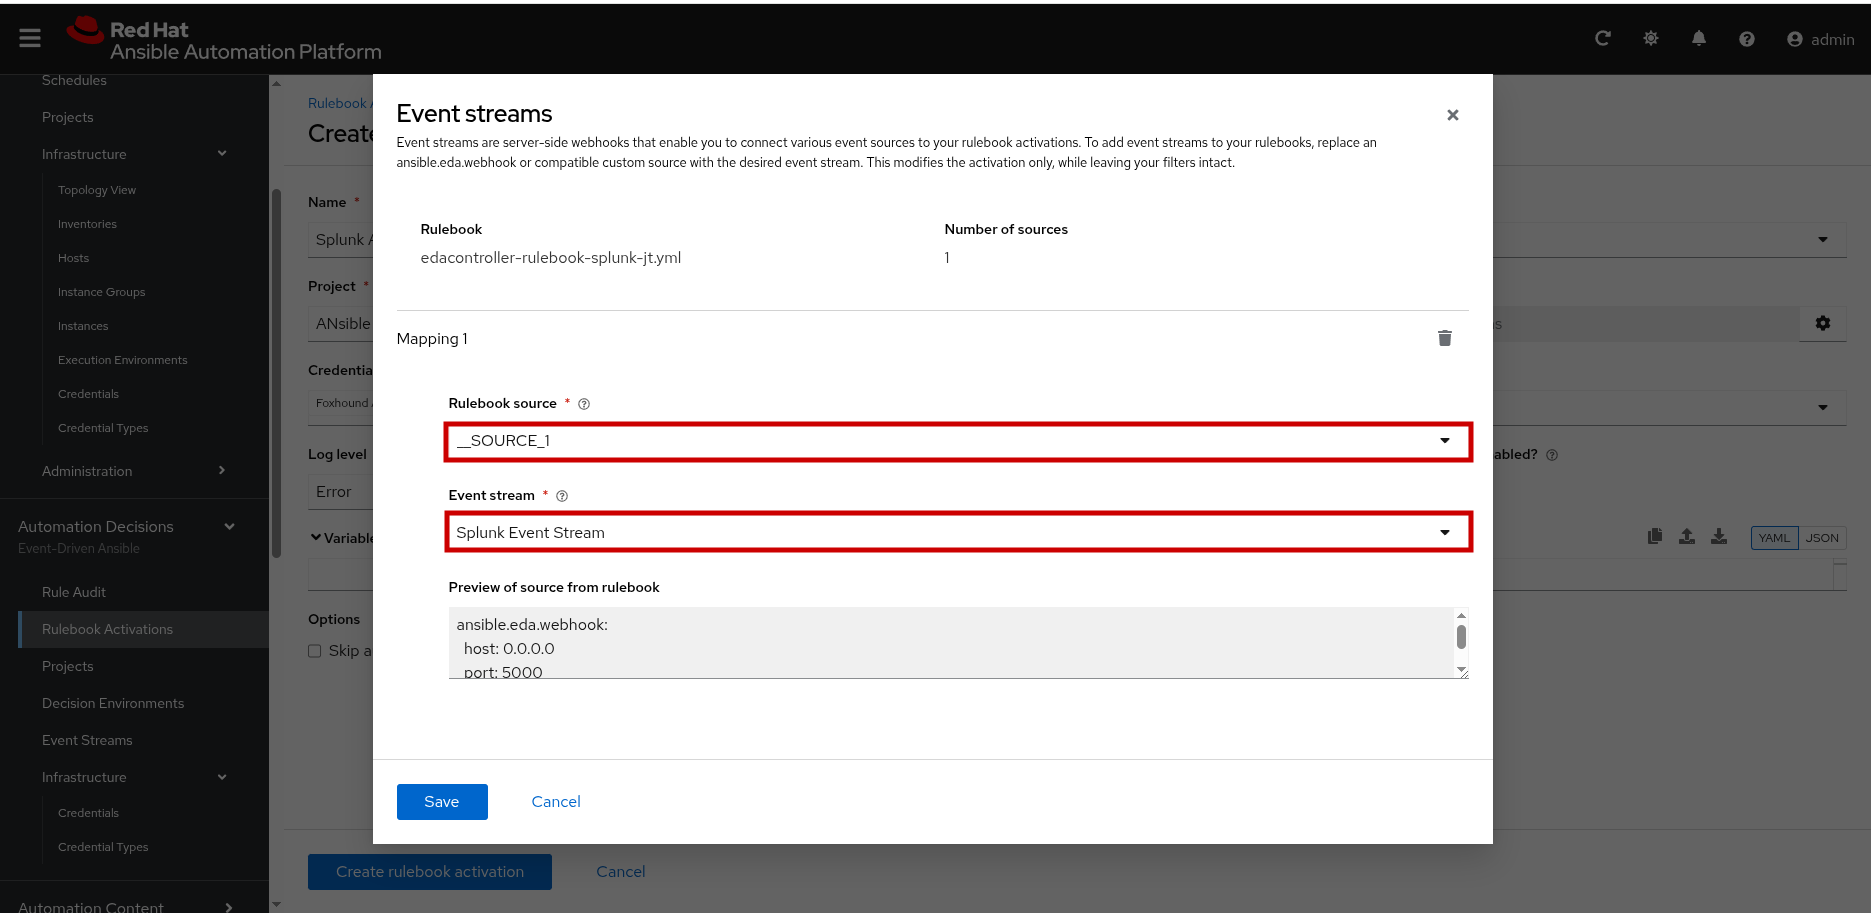 Red Hat
Ansible Automation Platform
admin
Schedules
Projects
Infrastructure
Topology View
Inventories
Hosts
Instance Groups
Instances
Execution Environments
Credentials
Credential Types
Administration
Automation Decisions
Event-Driven Ansible
Rule Audit
Rulebook Activations
Projects
Decision Environments
Event Streams
Infrastructure
Credentials
Credential Types
Automation Content
Rulebook
Create
Name *
Splunk
Project *
ANsible
Foxhound
Log level
Error
Options
Skip
YAML JSON
Create rulebook activation
Cancel
Event streams
Event streams are server-side webhooks that enable you to connect various event sources to your rulebook activations. To add event streams to your rulebooks, replace an
ansible.eda.webhook or compatible custom source with the desired event stream. This modifies the activation only, while leaving your filters intact.
Rulebook
edacontroller-rulebook-splunk-jt.yml
Number of sources
1
Mapping 1
Rulebook source *
__SOURCE_1
Event stream *
Splunk Event Stream
Preview of source from rulebook
ansible.eda.webhook:
host: 0.0.0.0
port: 5000
Save
Cancel